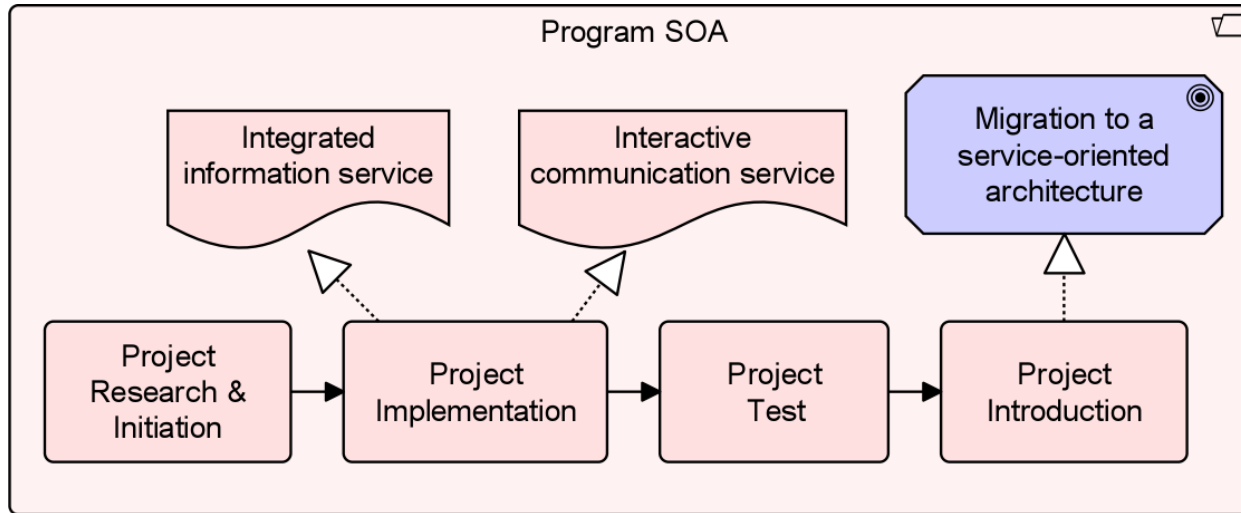 Program SOA
Integrated
information service
Interactive
communication service
Migration to a
service-oriented
architecture
Project
Research &
Initiation
Project
Implementation
Project
Test
Project
Introduction